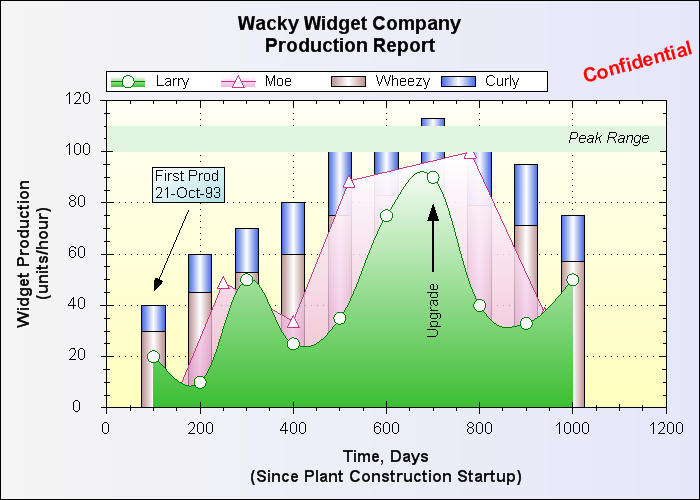 Wacky Widget Company
Production Report
Confidential
Larry Moe Wheezy Curly
120
100
80
60
40
20
0
Peak Range
First Prod
21-Oct-93
Upgrade
Widget Production
(units/hour)
0 200 400 600 800 1000 1200
Time, Days
(Since Plant Construction Startup)